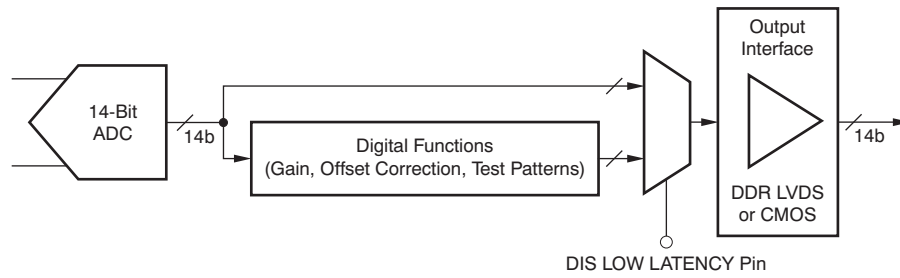 14-Bit
ADC
14b
Digital Functions
(Gain, Offset Correction, Test Patterns)
DIS LOW LATENCY Pin
Output
Interface
DDR LVDS
or CMOS
14b